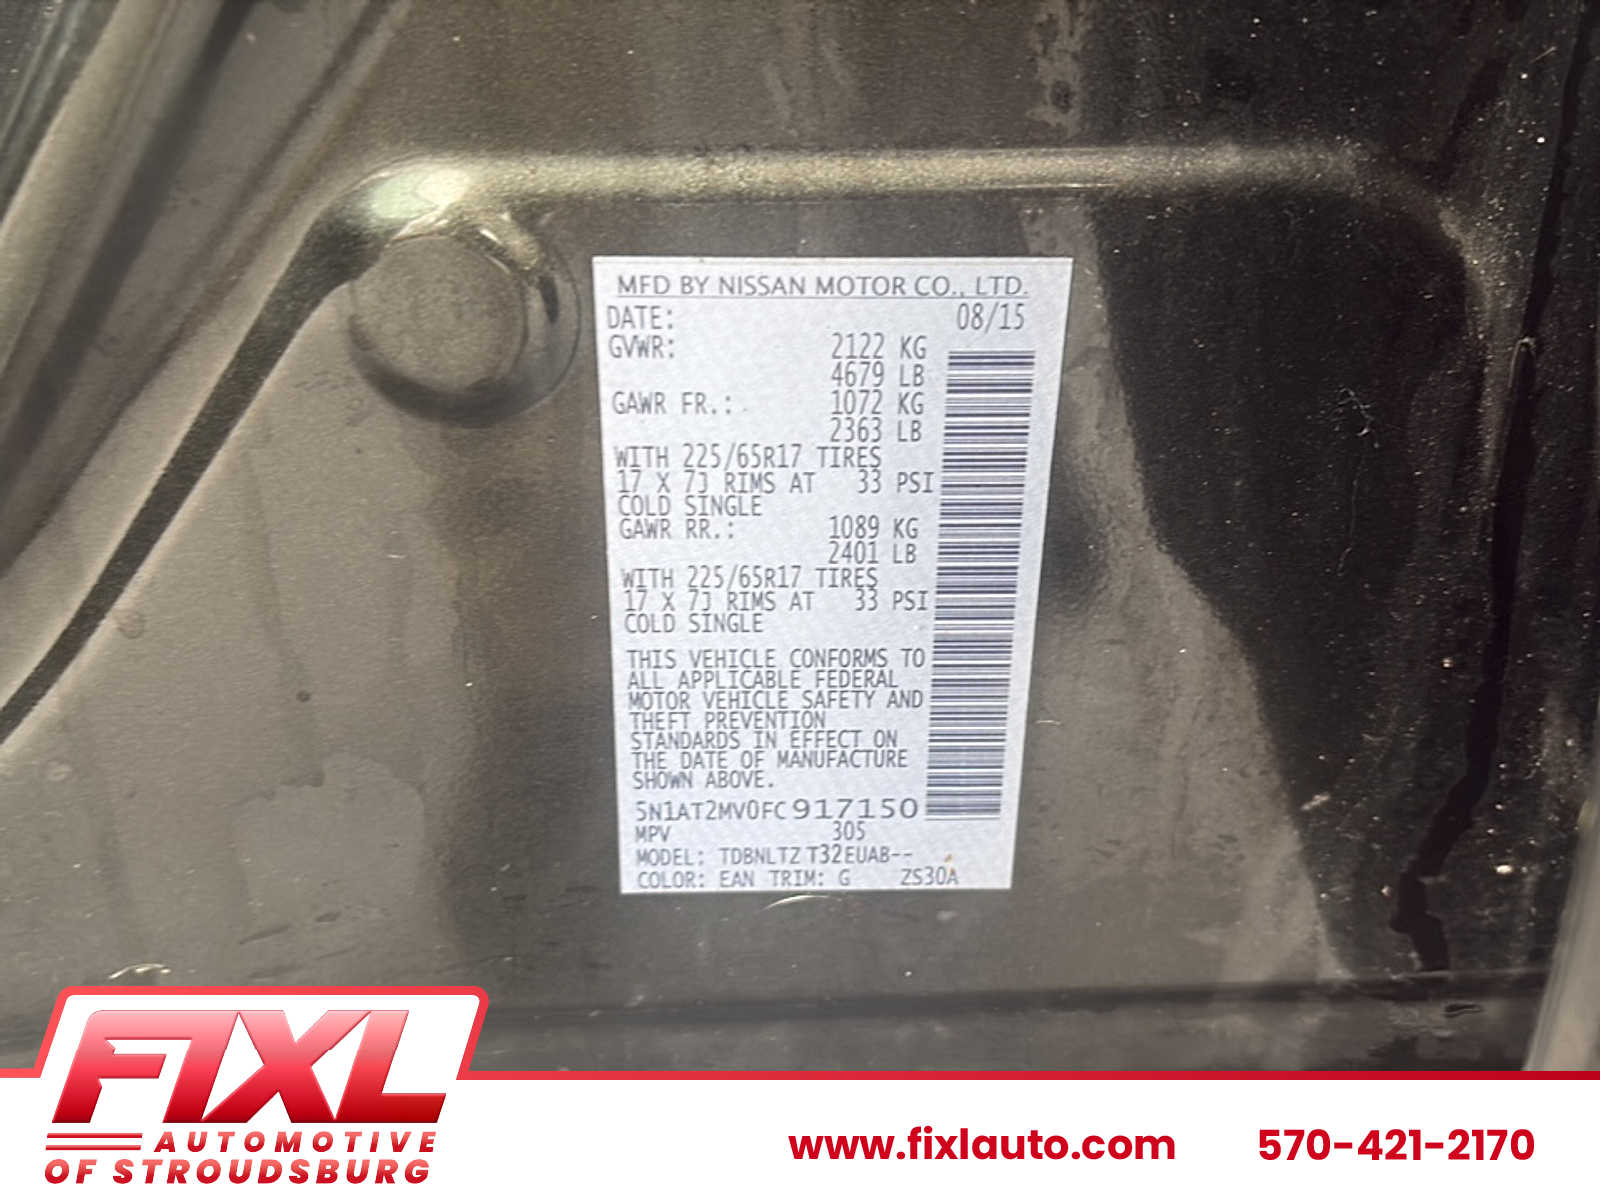 MFD BY NISSAN MOTOR CO., LTD.
DATE: 08/15
GVWR: 2122 KG
4679 LB
GAWR FR.: 1072 KG
2363 LB
WITH 225/65R17 TIRES
17 X 7J RIMS AT 33 PSI
COLD SINGLE
GAWR RR.: 1089 KG
2401 LB
WITH 225/65R17 TIRES
17 X 7J RIMS AT 33 PSI
COLD SINGLE
THIS VEHICLE CONFORMS TO
ALL APPLICABLE FEDERAL
MOTOR VEHICLE SAFETY AND
THEFT PREVENTION
STANDARDS IN EFFECT ON
THE DATE OF MANUFACTURE
SHOWN ABOVE.
5N1AT2MV0FC917150
MPV 305
MODEL: TDBNLTZ T32EUAB--
COLOR: EAN TRIM: G ZS30A
FIXL
AUTOMOTIVE
OF STROUDSBURG
www.fixlauto.com 570-421-2170